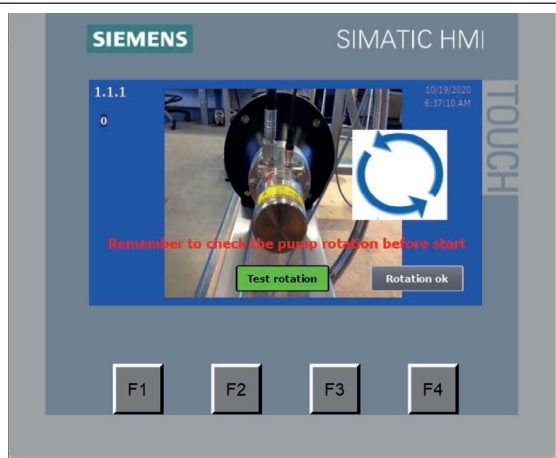 SIEMENS
SIMATIC HMI
TOUCH
1.1.1
10/19/2020
6:37:10 AM
0
Remember to check the pump rotation before start
Test rotation
Rotation ok
F1
F2
F3
F4